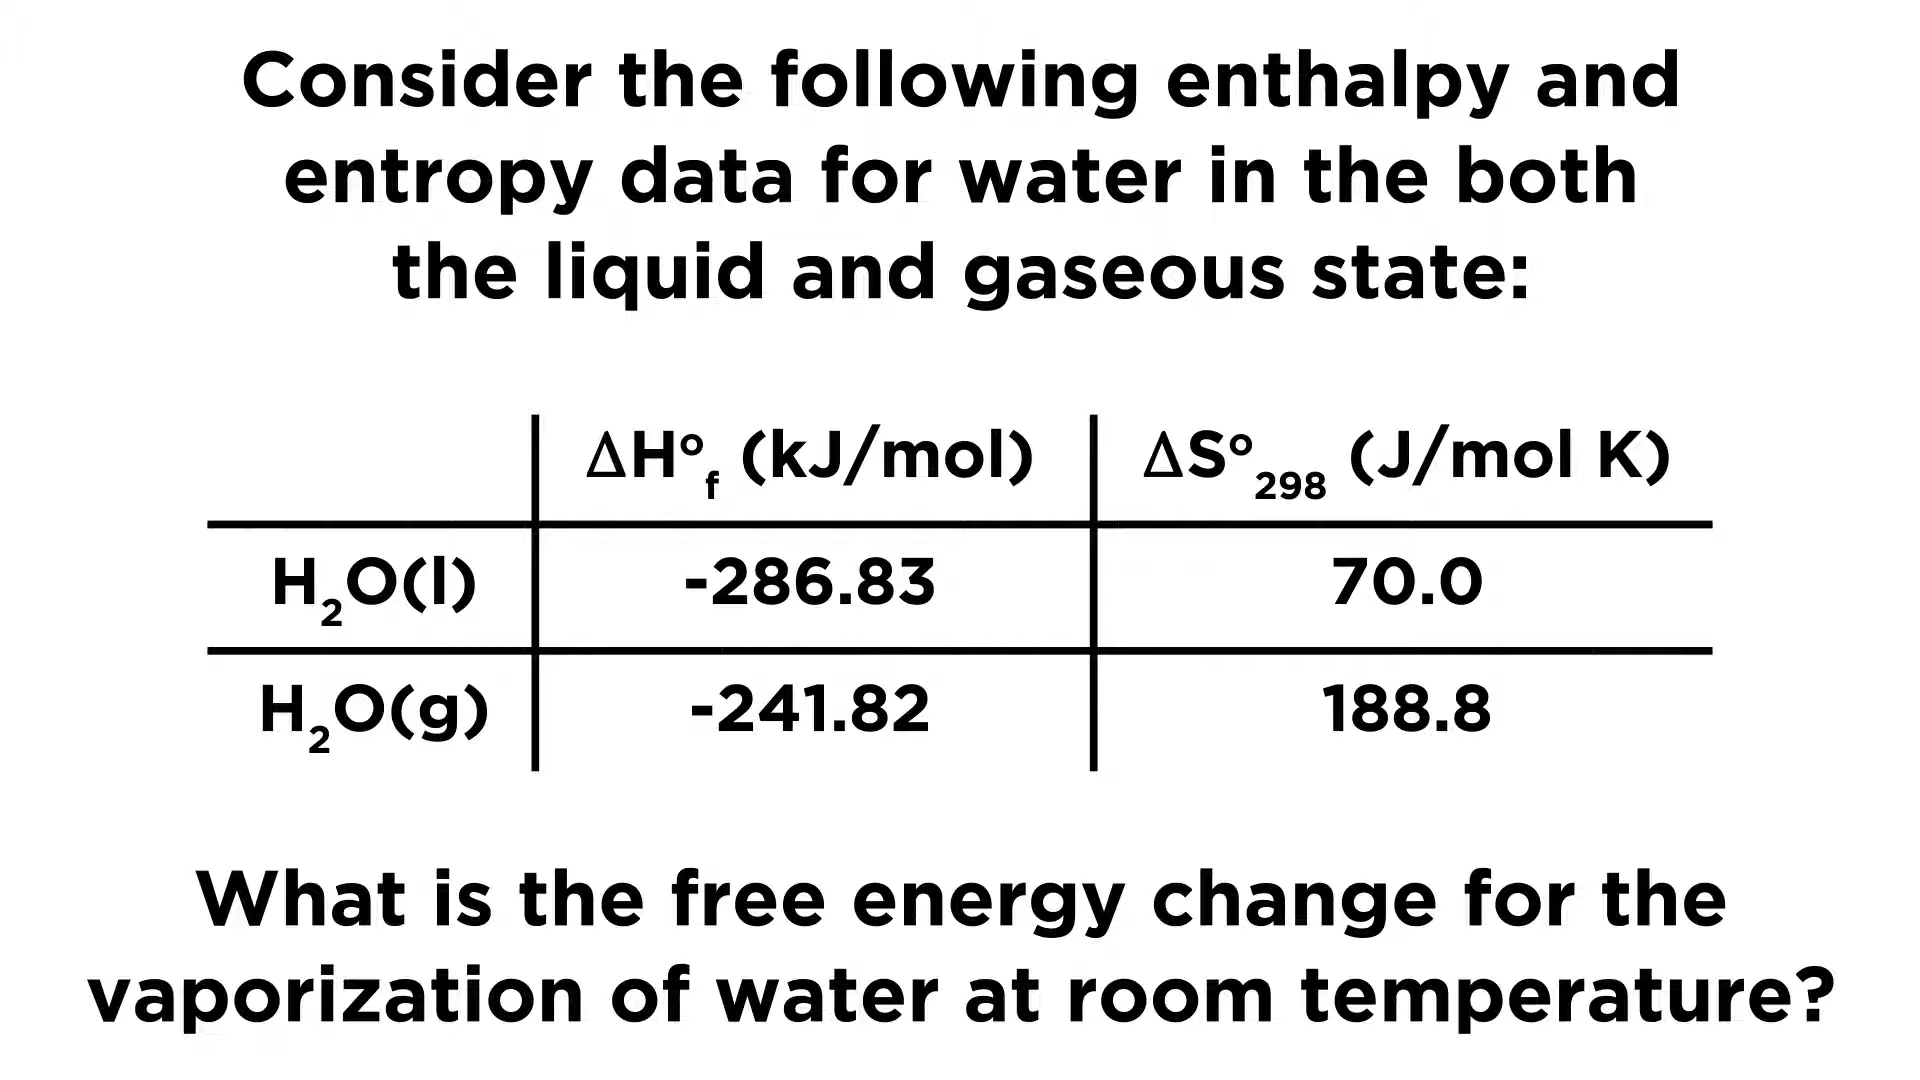 Consider the following enthalpy and
entropy data for water in the both
the liquid and gaseous state:
ΔH°f (kJ/mol) ΔS°298 (J/mol K)
H2O(l) -286.83 70.0
H2O(g) -241.82 188.8
What is the free energy change for the
vaporization of water at room temperature?